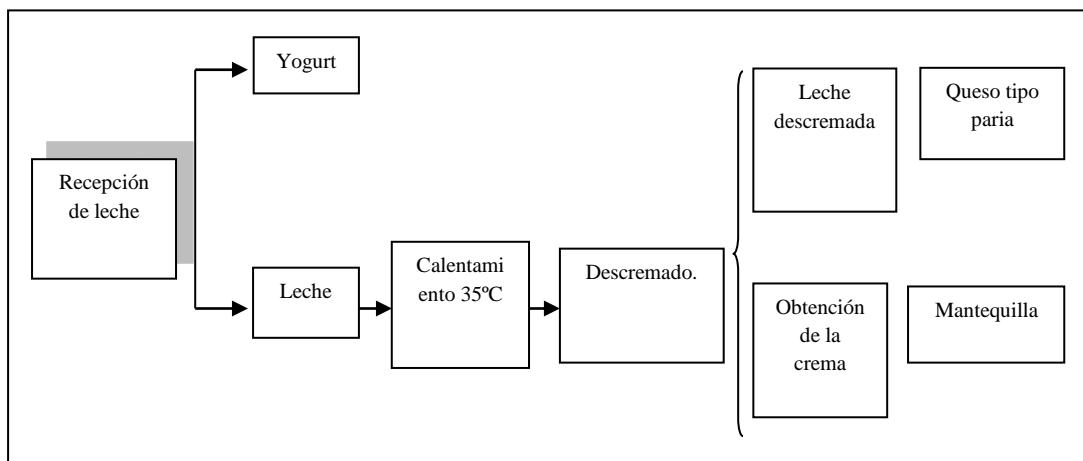 Yogurt
Recepción
de leche
Leche
Calentami
ento 35ºC
Descremado.
Leche
descremada
Queso tipo
paria
Obtención
de la
crema
Mantequilla